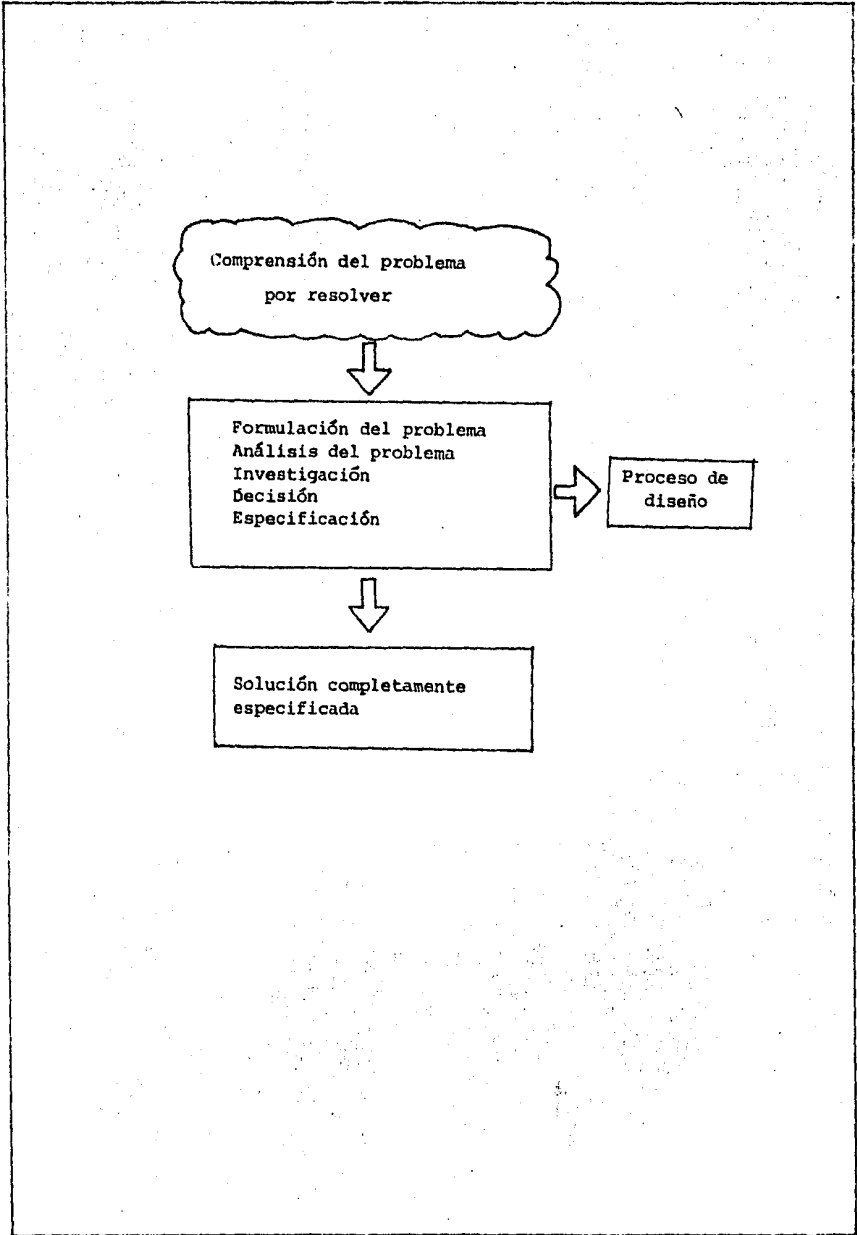 Comprensión del problema
por resolver
Formulación del problema
Análisis del problema
Investigación
Decisión
Especificación
Proceso de
diseño
Solución completamente
especificada